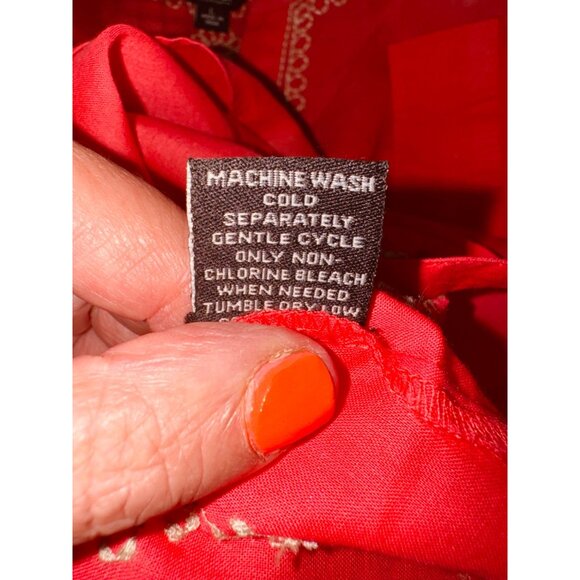 MACHINE WASH
COLD
SEPARATELY
GENTLE CYCLE
ONLY NON-
CHLORINE BLEACH
WHEN NEEDED
TUMBLE DRY LOW